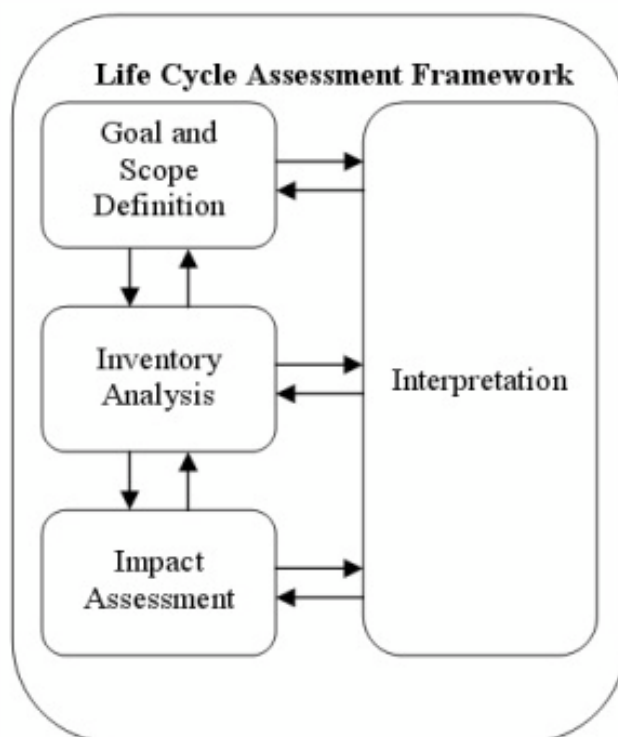 Life Cycle Assessment Framework
Goal and
Scope
Definition
Inventory
Analysis
Interpretation
Impact
Assessment